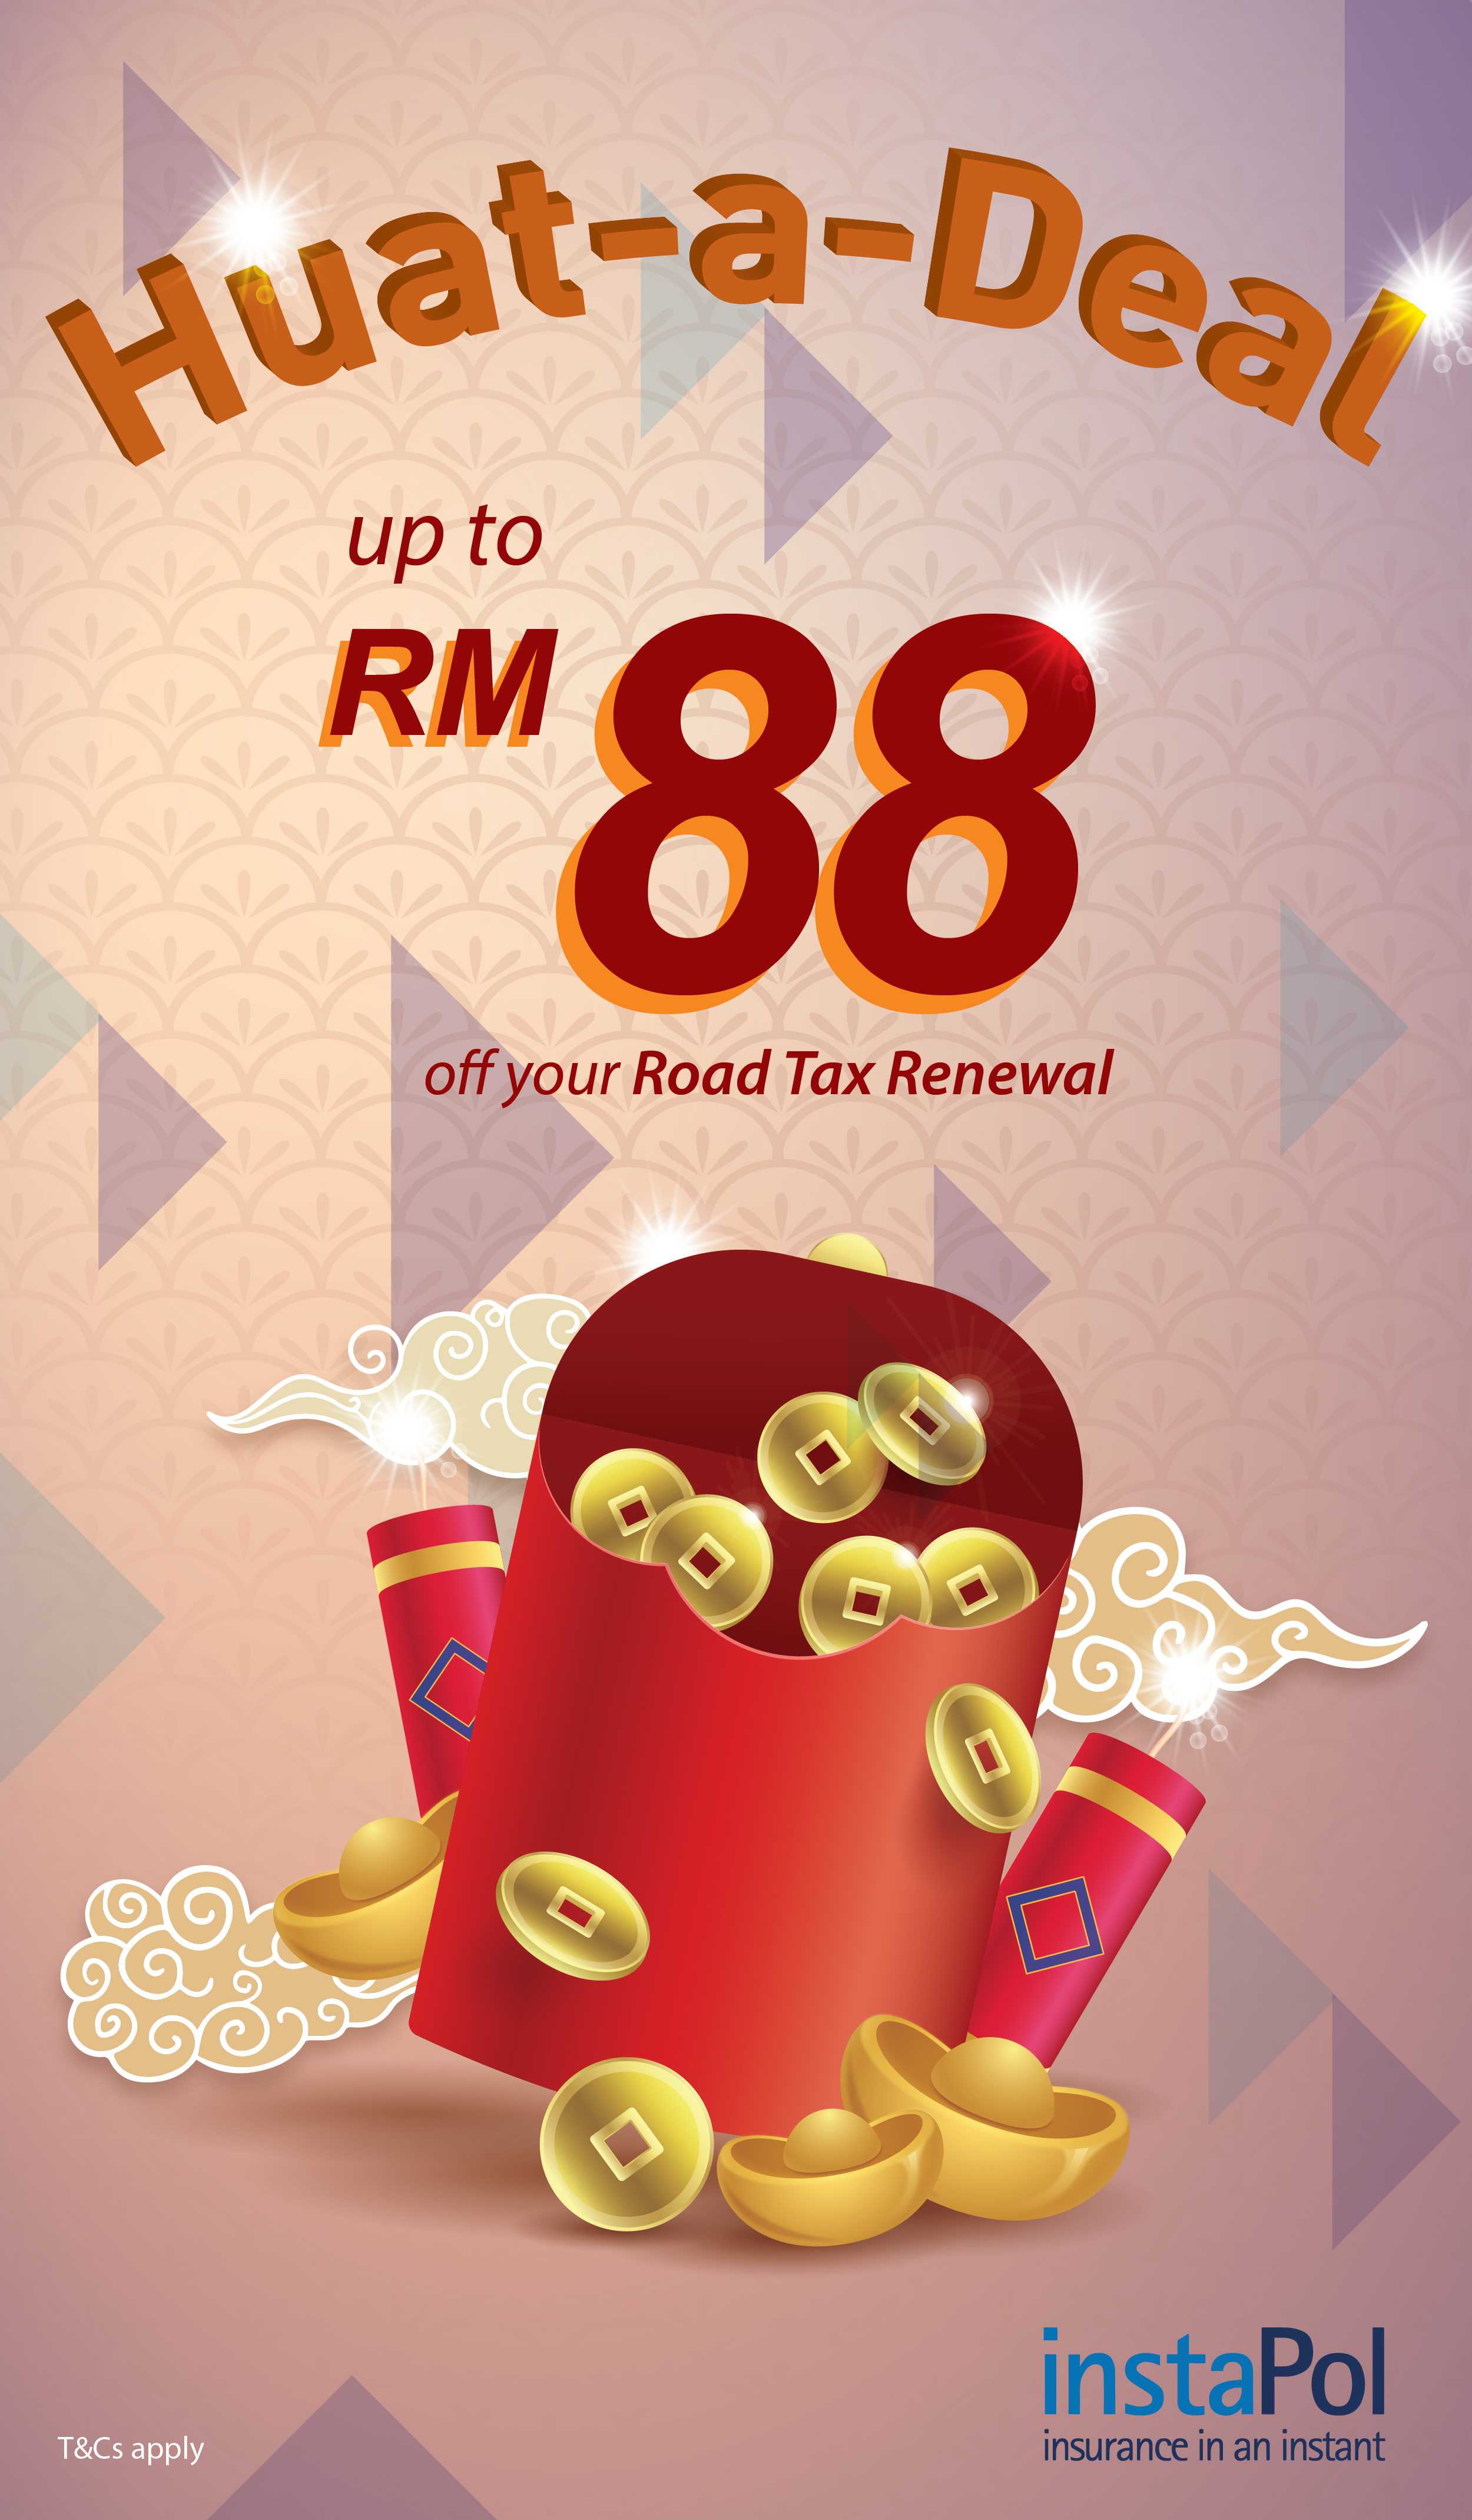 Huat-a-Deal
up to
RM 88
off your Road Tax Renewal
instaPol
insurance in an instant
T&Cs apply